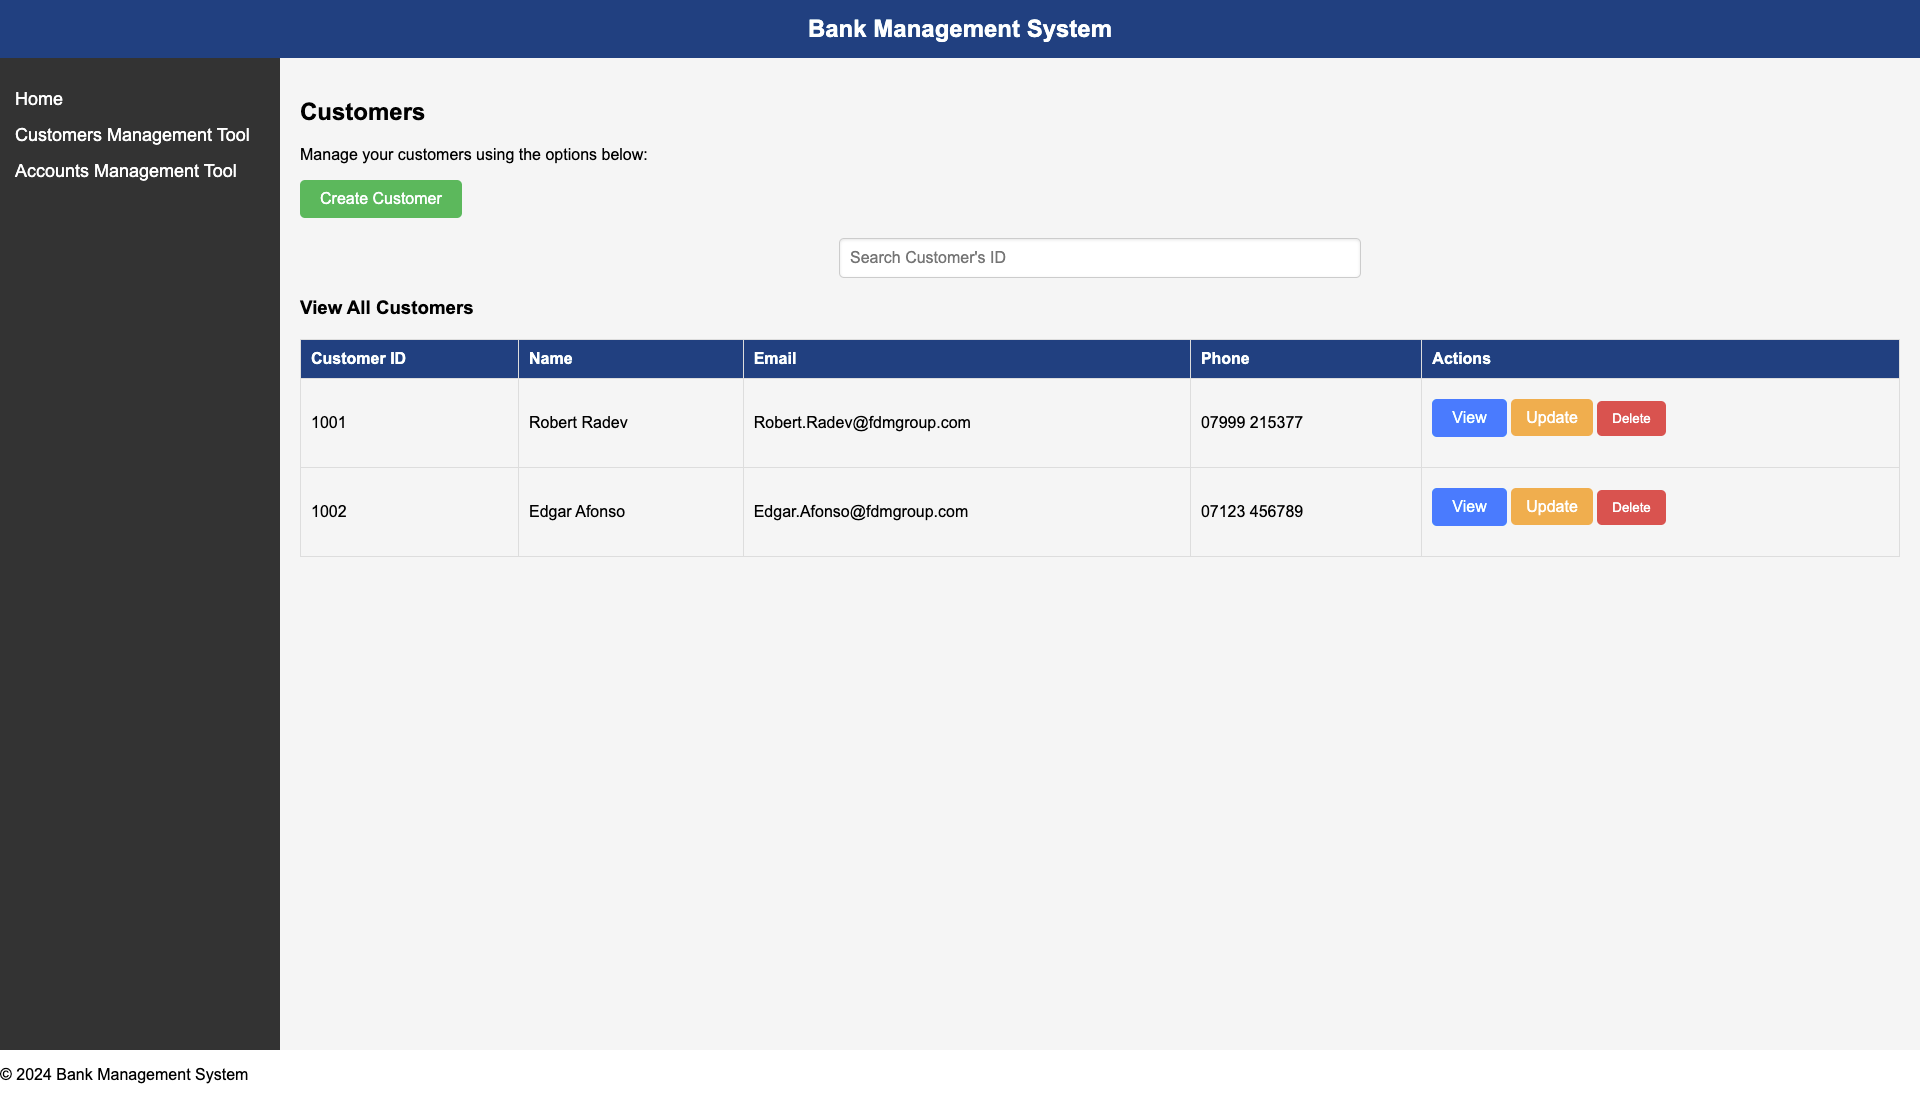 Bank Management System
Home
Customers Management Tool
Accounts Management Tool
Customers
Manage your customers using the options below:
Create Customer
Search Customer's ID
View All Customers
Customer ID Name Email Phone Actions
1001 Robert Radev Robert.Radev@fdmgroup.com 07999 215377 View Update Delete
1002 Edgar Afonso Edgar.Afonso@fdmgroup.com 07123 456789 View Update Delete
© 2024 Bank Management System